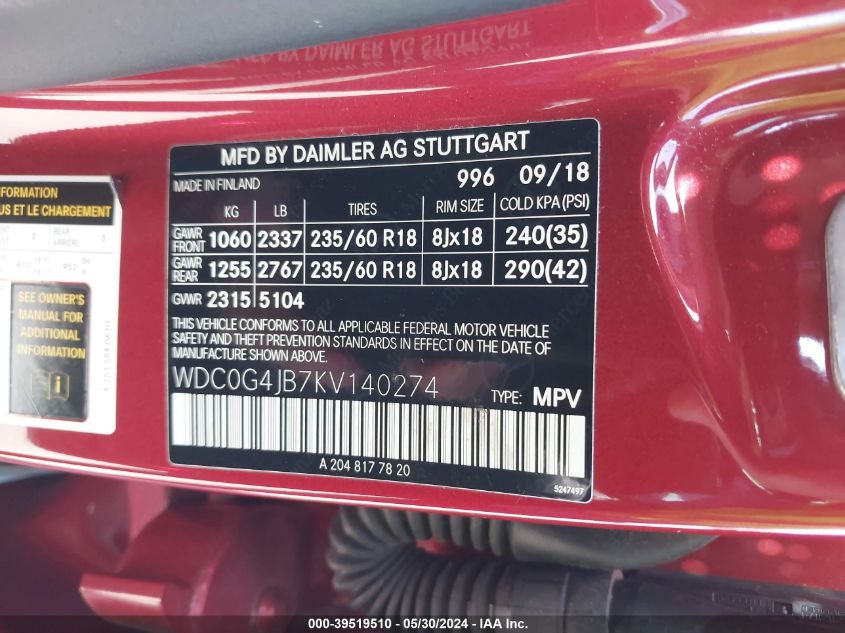 MFD BY DAIMLER AG STUTTGART
MADE IN FINLAND 996 09/18
KG LB TIRES RIM SIZE COLD KPA (PSI)
GAWR FRONT 1060 2337 235/60 R18 8Jx18 240(35)
GAWR REAR 1255 2767 235/60 R18 8Jx18 290(42)
GVWR 2315 5104
THIS VEHICLE CONFORMS TO ALL APPLICABLE FEDERAL MOTOR VEHICLE
SAFETY AND THEFT PREVENTION STANDARDS IN EFFECT ON THE DATE OF
MANUFACTURE SHOWN ABOVE.
WDC0G4JB7KV140274 TYPE: MPV
A 204 817 78 20
5247497
INFORMATION
US ET LE CHARGEMENT
REAR
ARRIÈRE
3
SEE OWNER'S
MANUAL FOR
ADDITIONAL
INFORMATION
000-39519510 - 05/30/2024 - IAA Inc.